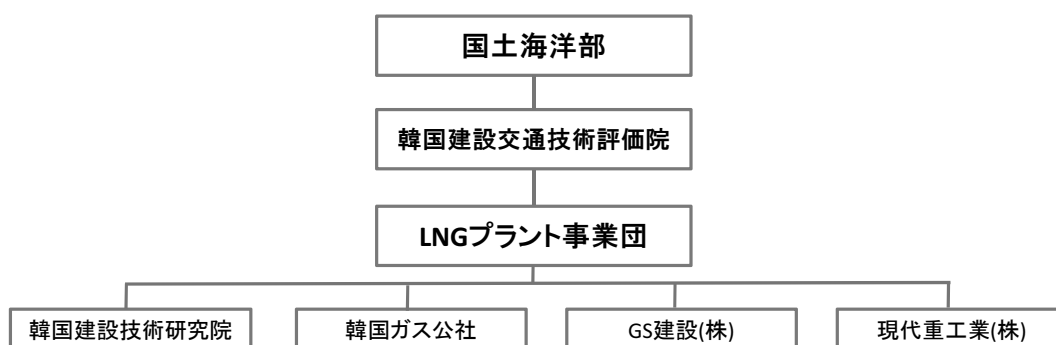 国土海洋部
韓国建設交通技術評価院
LNGプラント事業団
韓国建設技術研究院
韓国ガス公社
GS建設(株)
現代重工業(株)